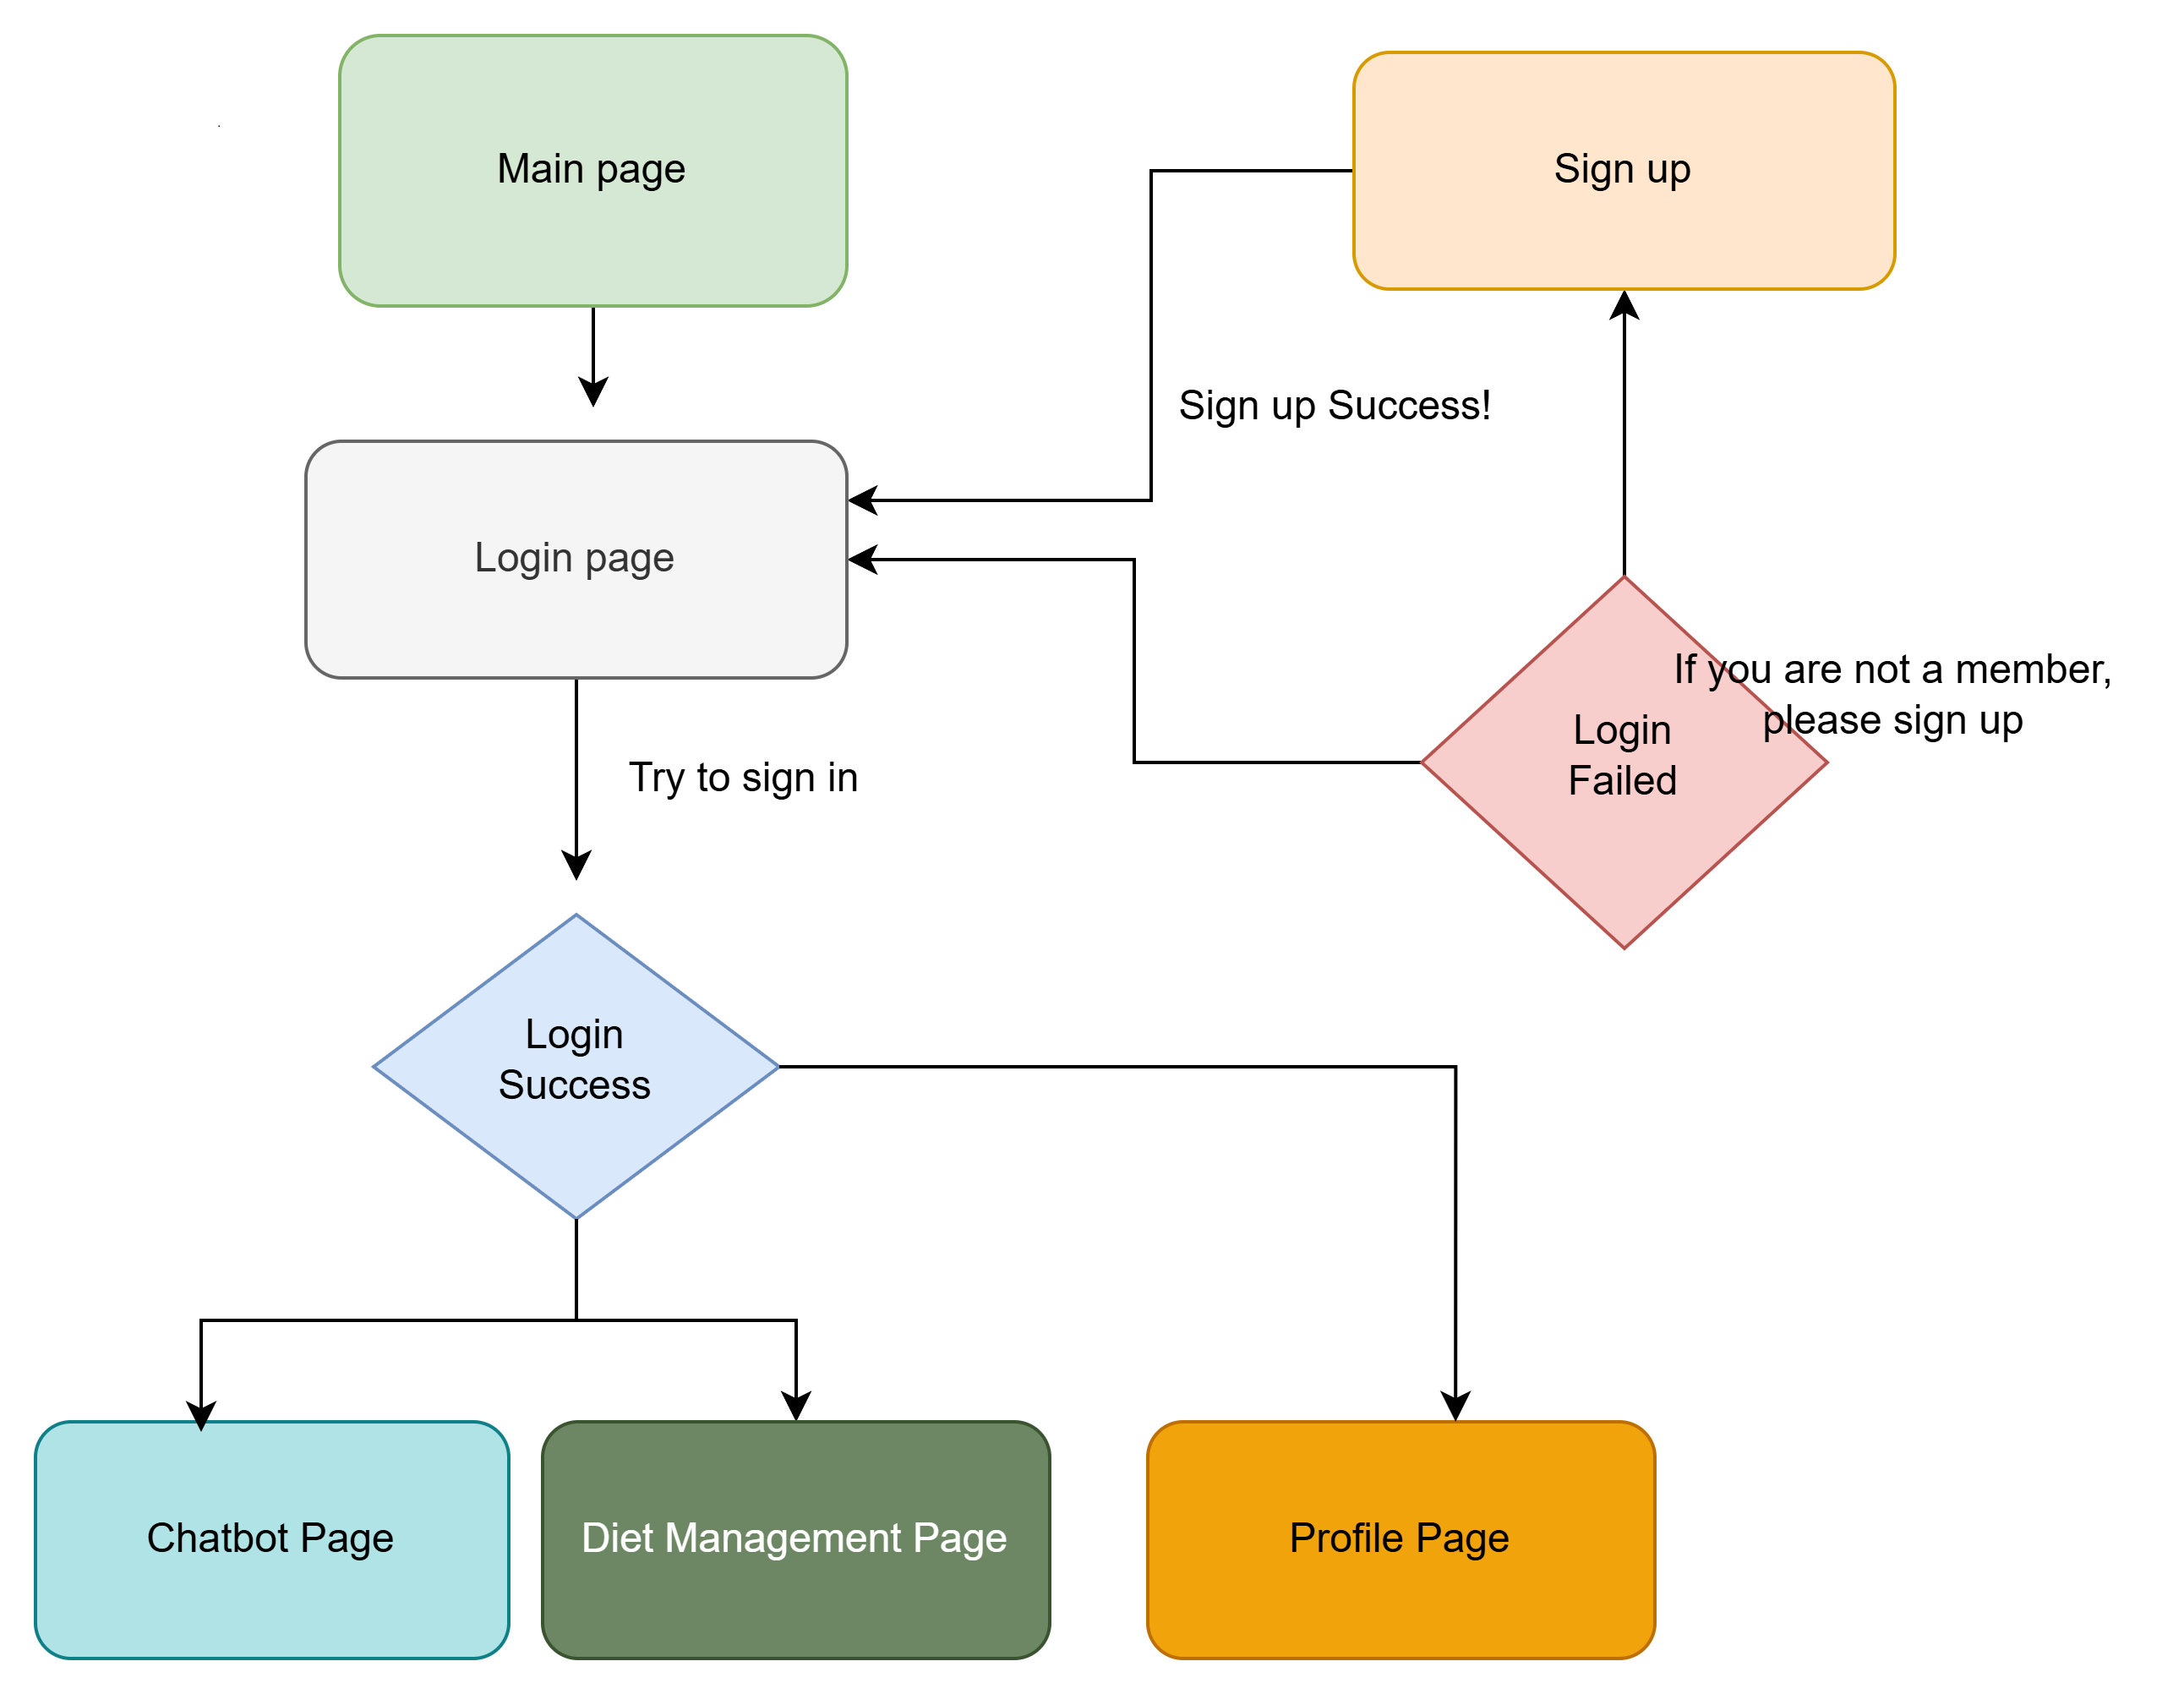 Main page
Sign up
Sign up Success!
Login page
If you are not a member,
please sign up
Login
Failed
Try to sign in
Login
Success
Chatbot Page
Diet Management Page
Profile Page